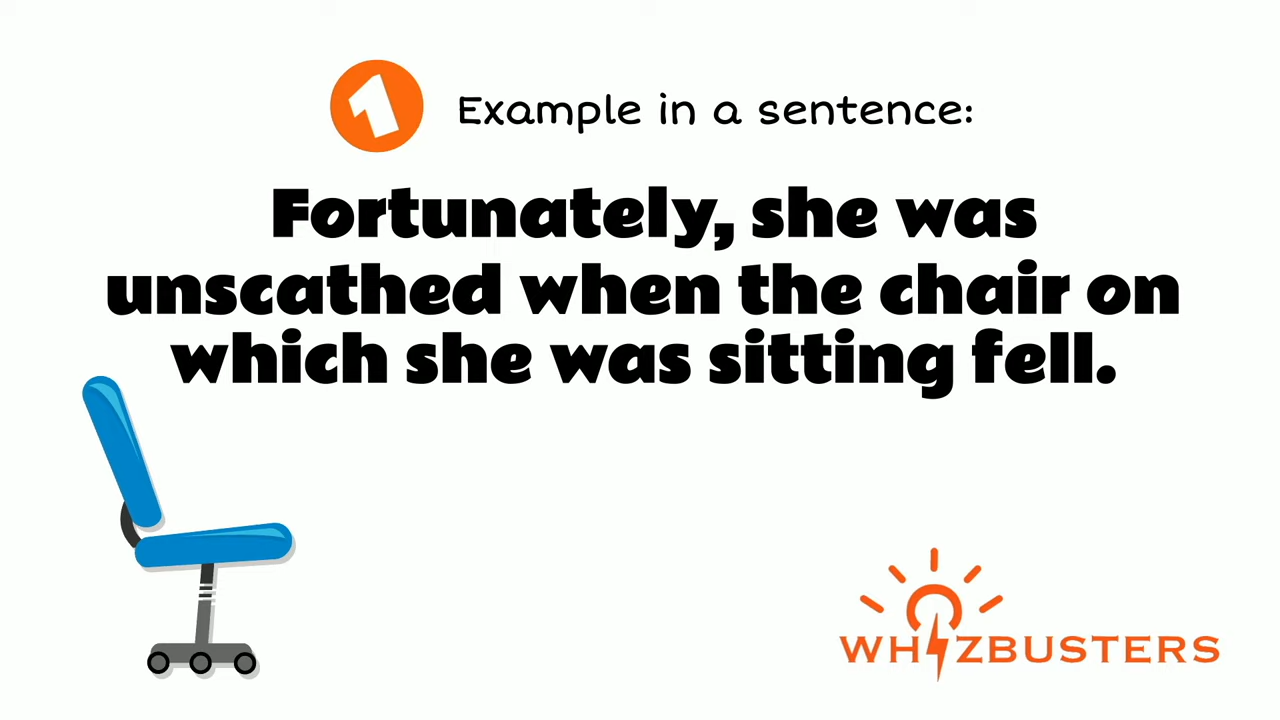 1 Example in a sentence:
Fortunately, she was
unscathed when the chair on
which she was sitting fell.
WHIZBUSTERS